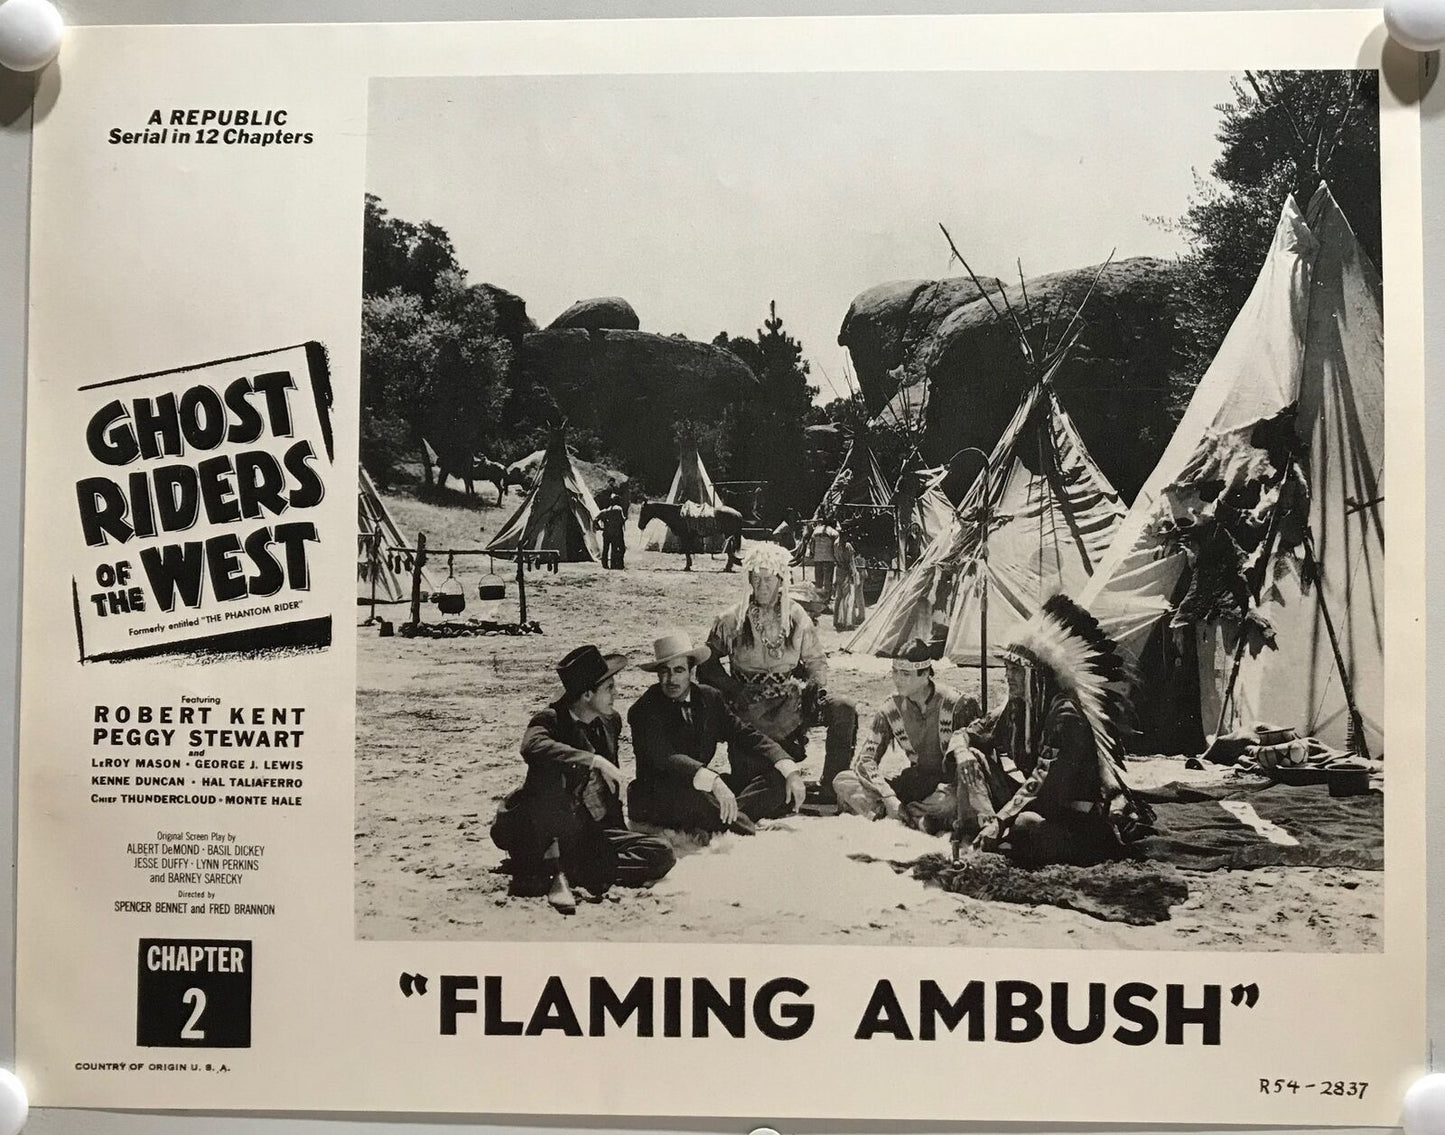 A REPUBLIC
Serial in 12 Chapters
GHOST
RIDERS
OF THE WEST
Formerly entitled "THE PHANTOM RIDER"
Featuring
ROBERT KENT
PEGGY STEWART
and
LeROY MASON • GEORGE J. LEWIS
KENNE DUNCAN • HAL TALIAFERRO
CHIEF THUNDERCLOUD • MONTE HALE
Original Screen Play by
ALBERT DeMOND • BASIL DICKEY
JESSE DUFFY • LYNN PERKINS
and BARNEY SARECKY
Directed by
SPENCER BENNET and FRED BRANNON
CHAPTER
2
"FLAMING AMBUSH"
COUNTRY OF ORIGIN U. S. A.
R54-2837